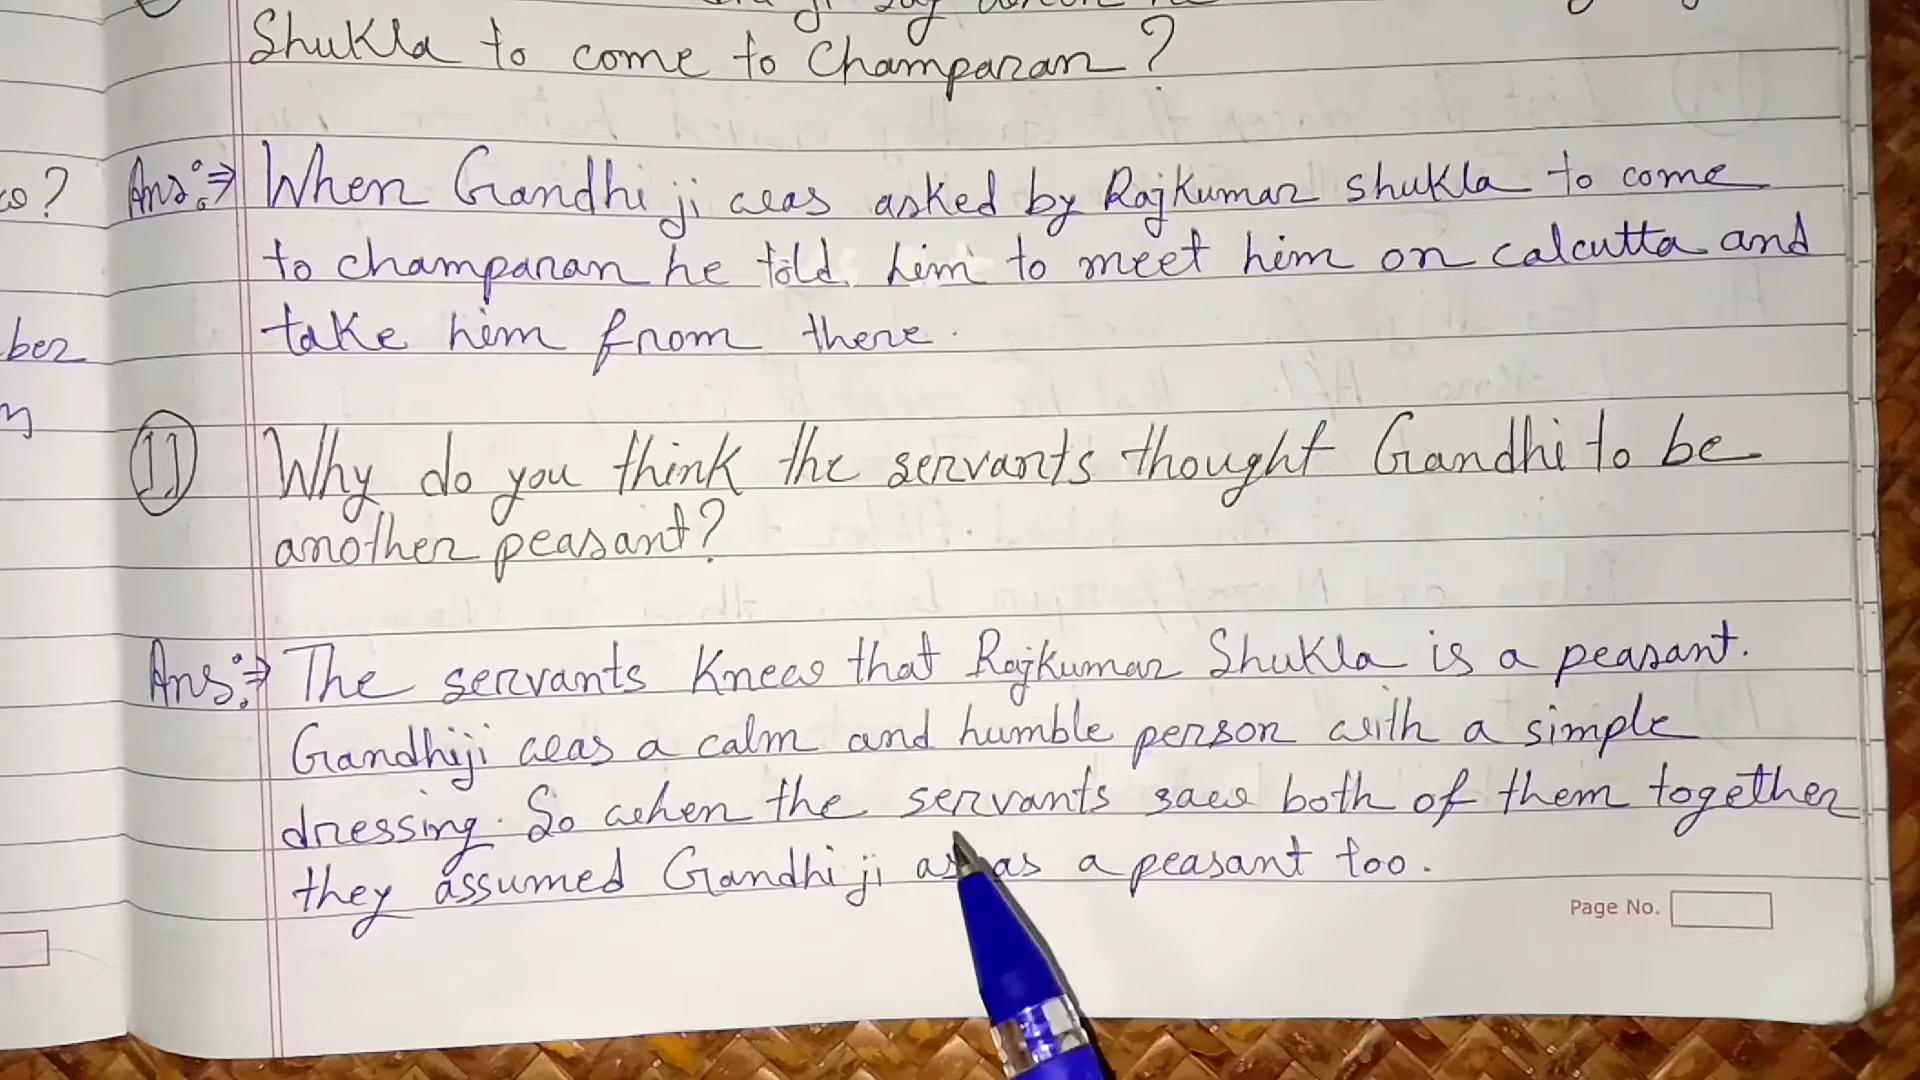 Shukla to come to Champaran?
Ans:⇒ When Gandhi ji was asked by Rajkumar Shukla to come
to champaran he told him to meet him on calcutta and
take him from there.
11 Why do you think the servants thought Gandhi to be
another peasant?
Ans:⇒ The servants knew that Rajkumar Shukla is a peasant.
Gandhiji was a calm and humble person with a simple
dressing. So when the servants saw both of them together
they assumed Gandhi ji as a peasant too.
Page No.